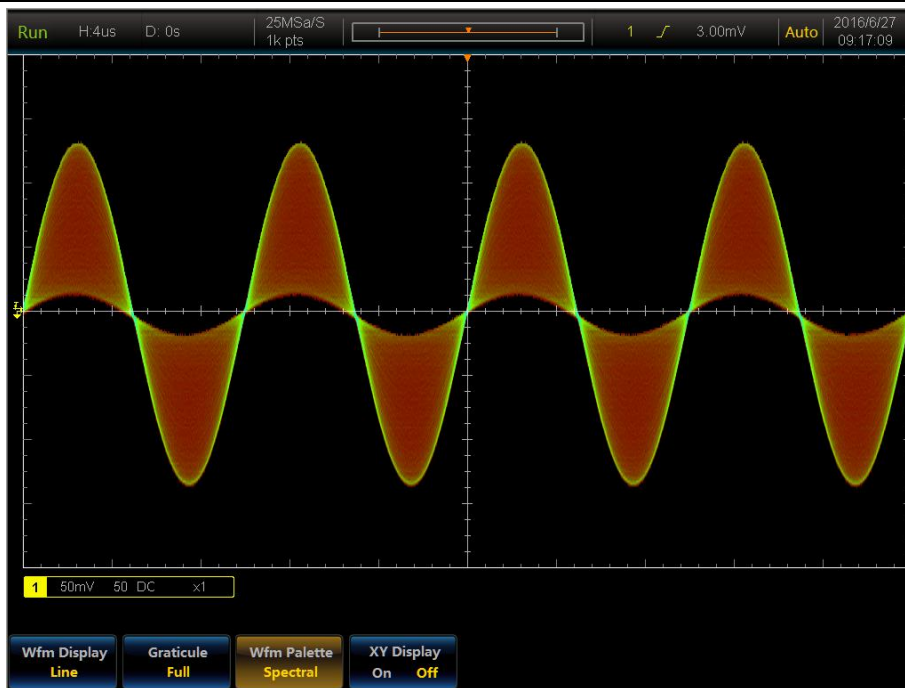 Run H:4us D: 0s 25MSa/S 1 3.00mV Auto 2016/6/27
1k pts 09:17:09
1 50mV 50 DC x1
Wfm Display Graticule Wfm Palette XY Display
Line Full Spectral On Off